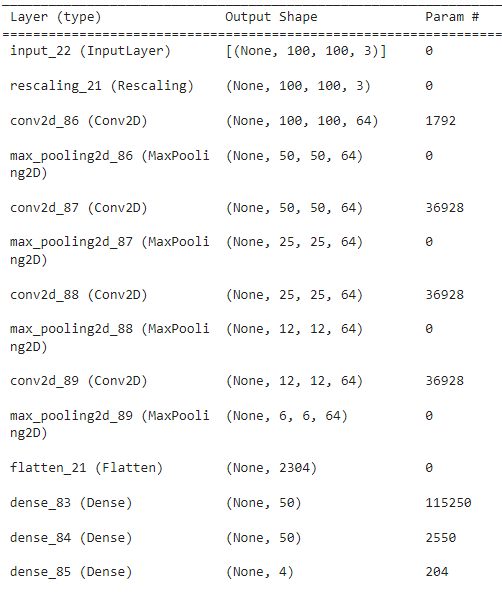 Layer (type) Output Shape Param #
input_22 (InputLayer) [(None, 100, 100, 3)] 0
rescaling_21 (Rescaling) (None, 100, 100, 3) 0
conv2d_86 (Conv2D) (None, 100, 100, 64) 1792
max_pooling2d_86 (MaxPooli (None, 50, 50, 64) 0
ng2D)
conv2d_87 (Conv2D) (None, 50, 50, 64) 36928
max_pooling2d_87 (MaxPooli (None, 25, 25, 64) 0
ng2D)
conv2d_88 (Conv2D) (None, 25, 25, 64) 36928
max_pooling2d_88 (MaxPooli (None, 12, 12, 64) 0
ng2D)
conv2d_89 (Conv2D) (None, 12, 12, 64) 36928
max_pooling2d_89 (MaxPooli (None, 6, 6, 64) 0
ng2D)
flatten_21 (Flatten) (None, 2304) 0
dense_83 (Dense) (None, 50) 115250
dense_84 (Dense) (None, 50) 2550
dense_85 (Dense) (None, 4) 204